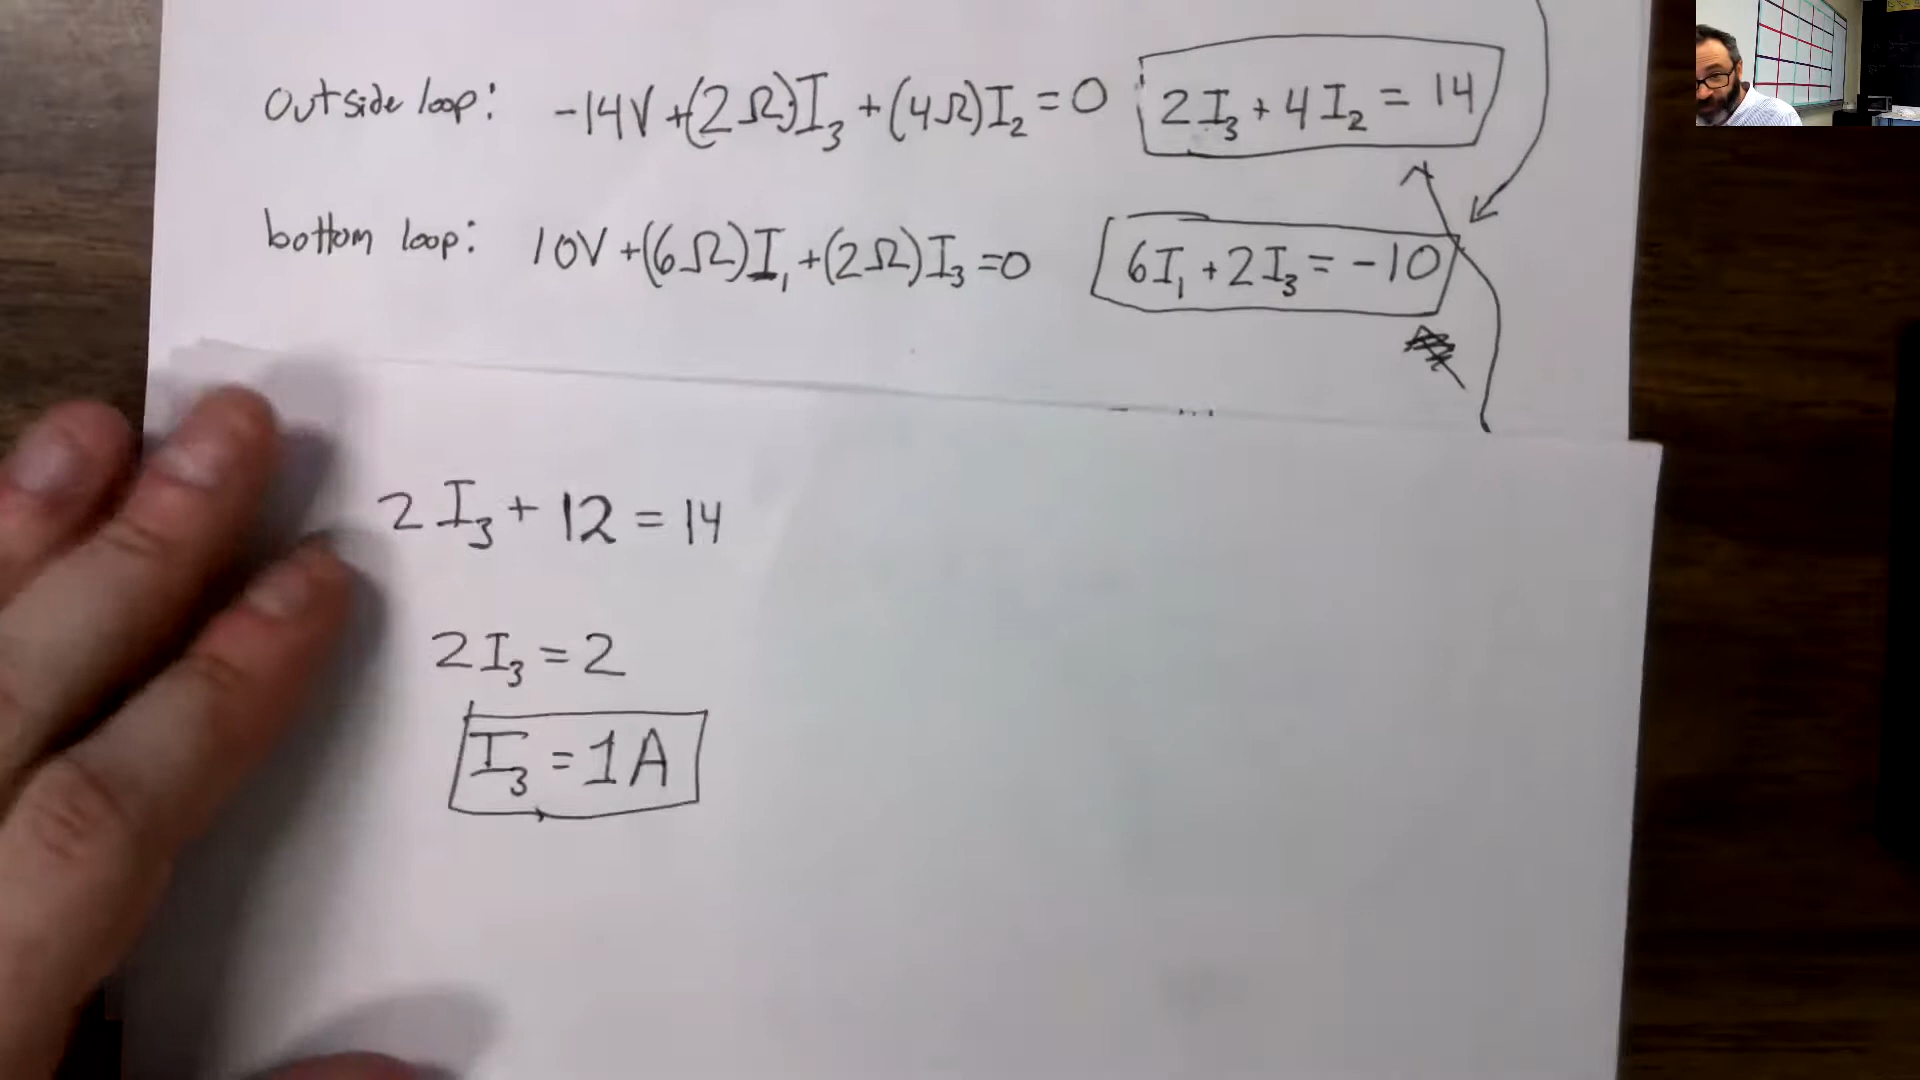 outside loop: -14V +(2Ω)I₃ +(4Ω)I₂ = 0 2I₃ + 4I₂ = 14
bottom loop: 10V +(6Ω)I₁ +(2Ω)I₃ =0 6I₁ +2I₃ = -10
2I₃ + 12 = 14
2I₃ = 2
I₃ = 1A